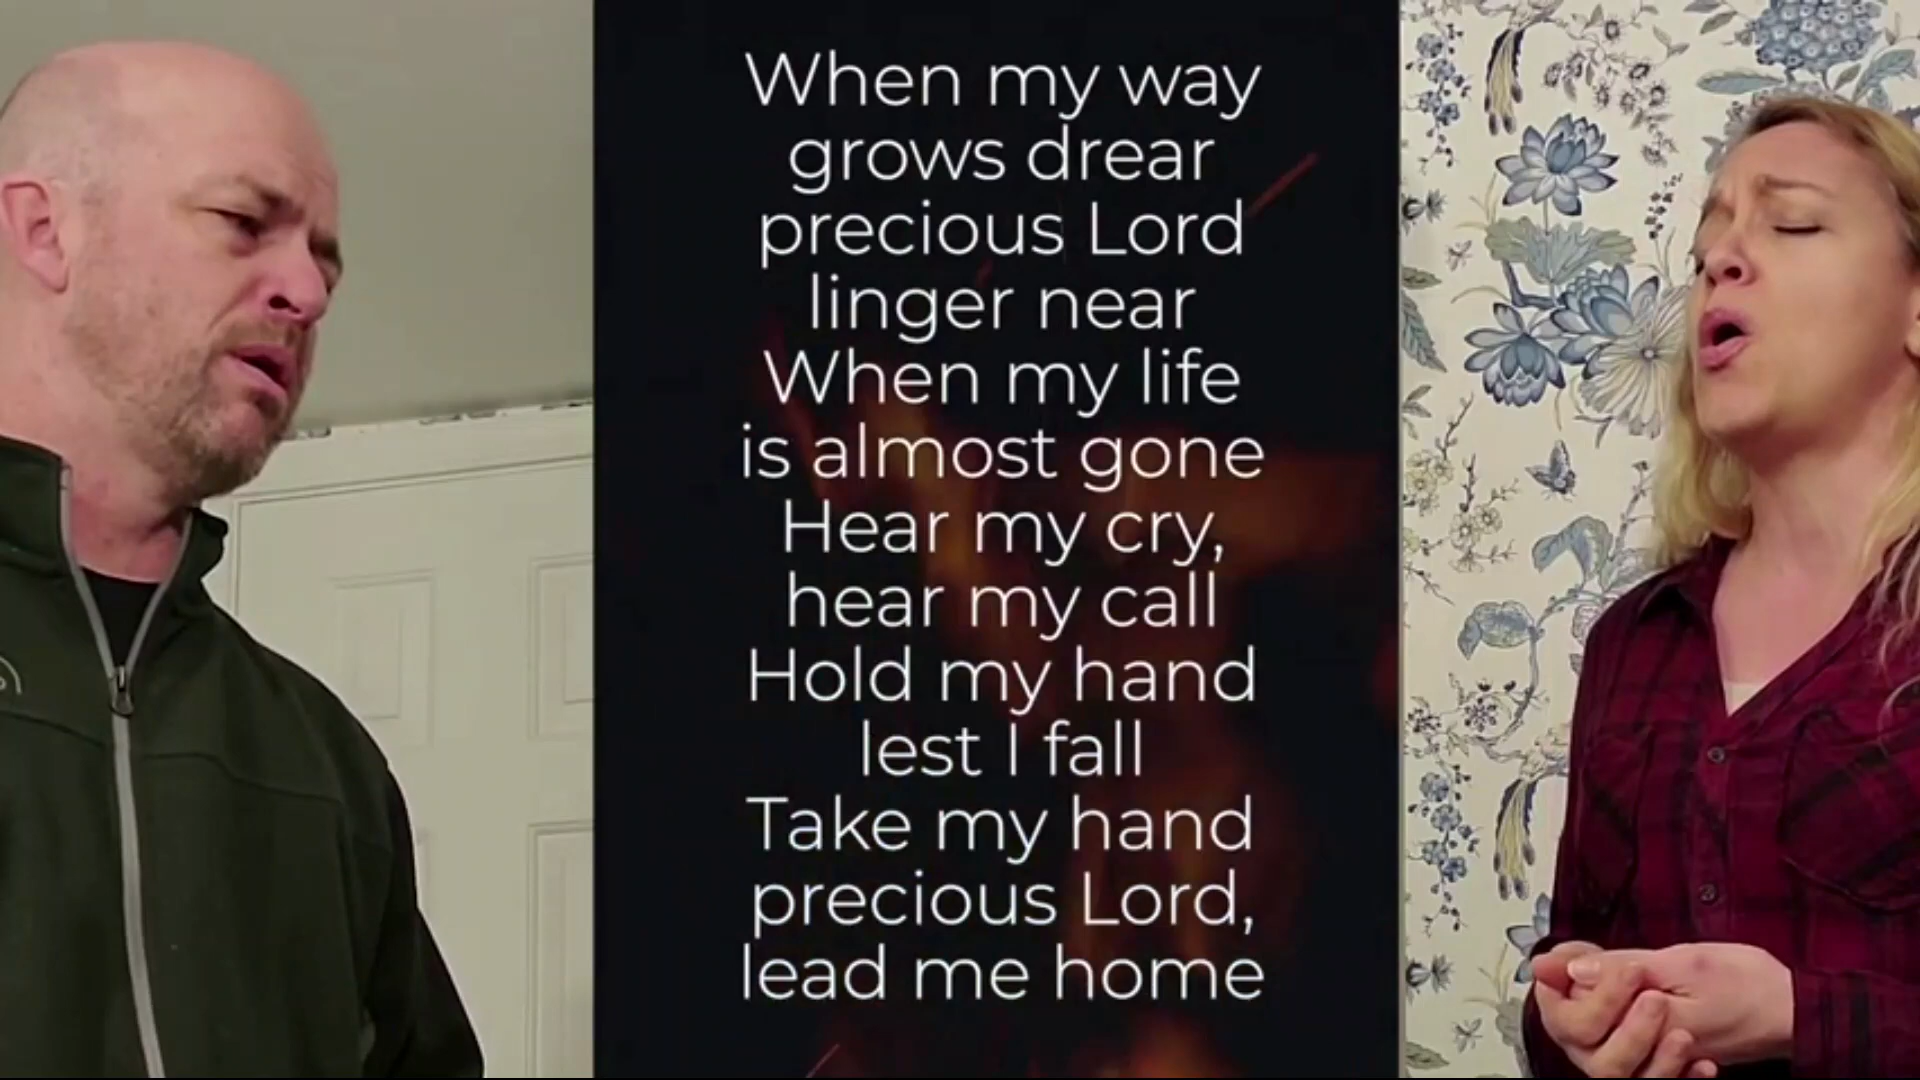 When my way
grows drear
precious Lord
linger near
When my life
is almost gone
Hear my cry,
hear my call
Hold my hand
lest I fall
Take my hand
precious Lord,
lead me home